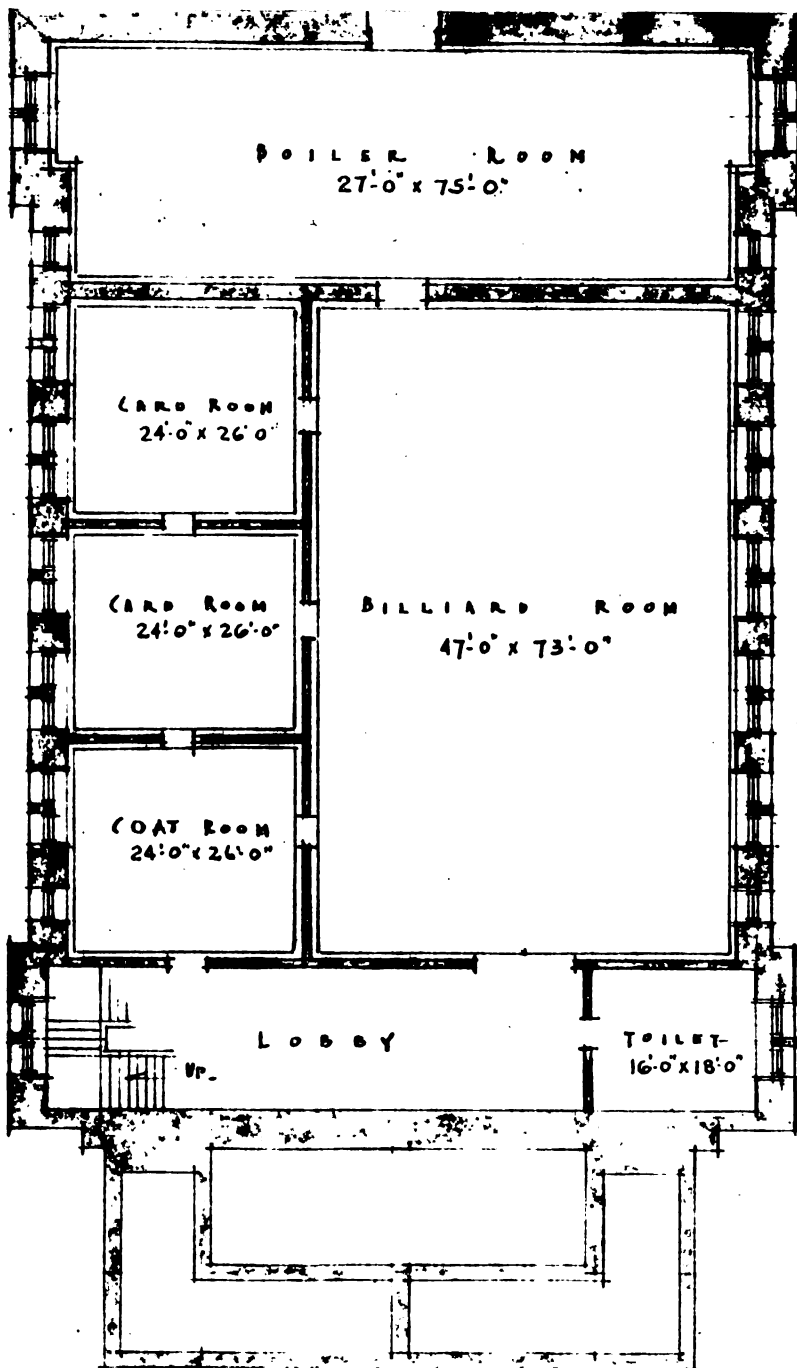 BOILER ROOM
27'-0" x 75'-0"
CARD ROOM
24'-0" x 26'-0
CARD ROOM
24'-0" x 26'-0"
BILLIARD ROOM
47'-0" x 73'-0"
COAT ROOM
24'-0" x 26'-0"
LOBBY
TOILET
16'-0" x 18'-0"
UP-